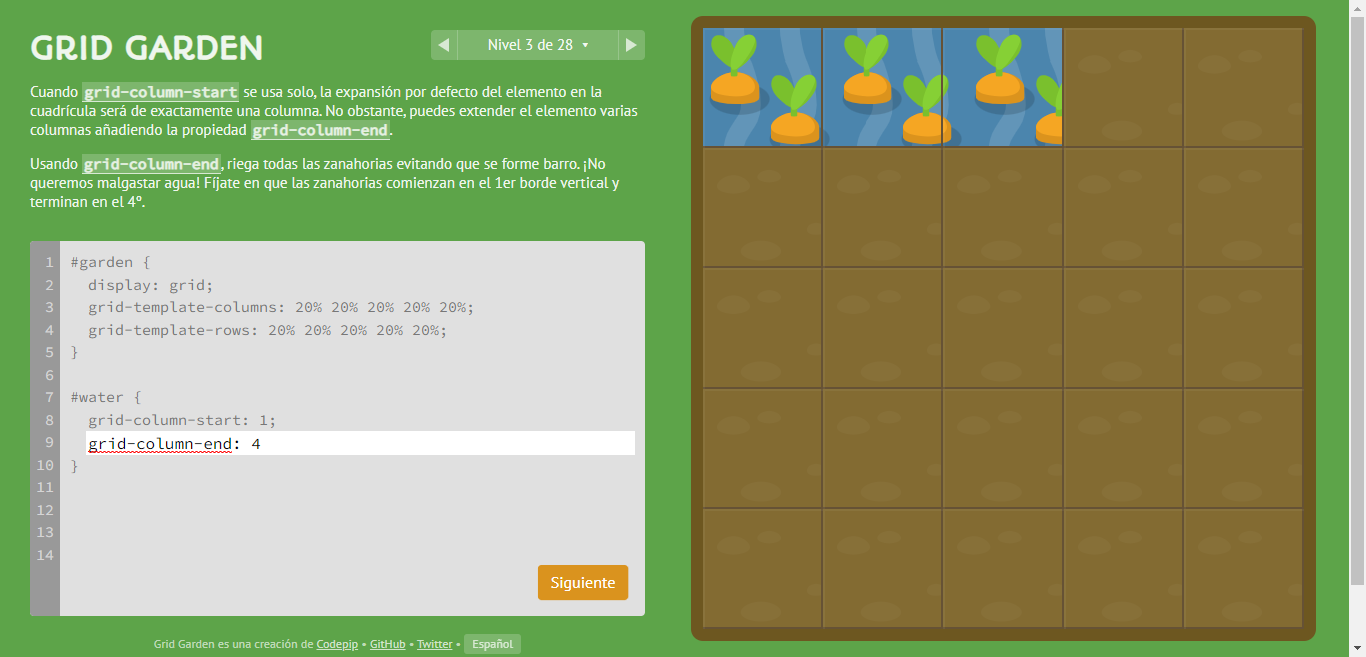 GRID GARDEN
Nivel 3 de 28
Cuando grid-column-start se usa solo, la expansión por defecto del elemento en la
cuadrícula será de exactamente una columna. No obstante, puedes extender el elemento varias
columnas añadiendo la propiedad grid-column-end.
Usando grid-column-end, riega todas las zanahorias evitando que se forme barro. ¡No
queremos malgastar agua! Fíjate en que las zanahorias comienzan en el 1er borde vertical y
terminan en el 4º.
1 #garden {
2 display: grid;
3 grid-template-columns: 20% 20% 20% 20% 20%;
4 grid-template-rows: 20% 20% 20% 20% 20%;
5 }
6
7 #water {
8 grid-column-start: 1;
9 grid-column-end: 4
10 }
11
12
13
14
Siguiente
Grid Garden es una creación de Codepip • GitHub • Twitter • Español